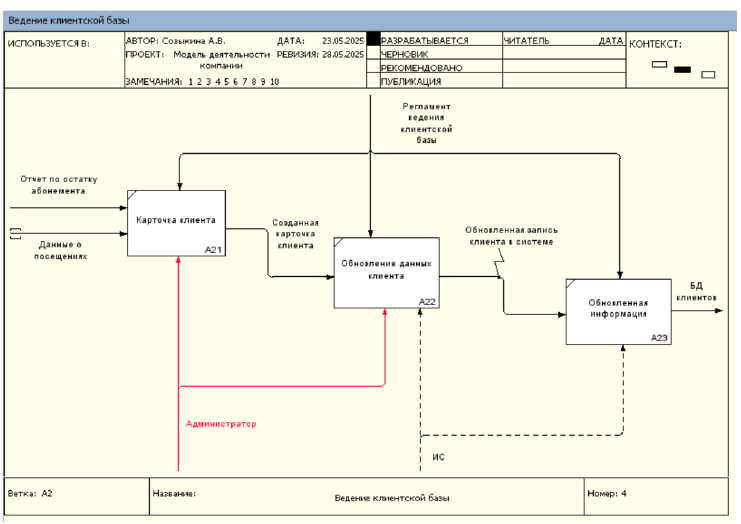 Ведение клиентской базы
ИСПОЛЬЗУЕТСЯ В:
АВТОР: Созыкина А.В.
ДАТА: 23.05.2025
РАЗРАБАТЫВАЕТСЯ
ЧИТАТЕЛЬ
ДАТА
КОНТЕКСТ:
ПРОЕКТ: Модель деятельности
компании
РЕВИЗИЯ: 28.05.2025
ЧЕРНОВИК
РЕКОМЕНДОВАНО
ЗАМЕЧАНИЯ: 1 2 3 4 5 6 7 8 9 10
ПУБЛИКАЦИЯ
Регламент
ведения
клиентской
базы
Отчет по остатку
абонемента
Данные о
посещениях
Карточка клиента
A21
Созданная
карточка
клиента
Обновление данных
клиента
A22
Обновленная запись
клиента в системе
Обновленная
информация
A23
БД
клиентов
Администратор
ИС
Ветка: A2
Название:
Ведение клиентской базы
Номер: 4